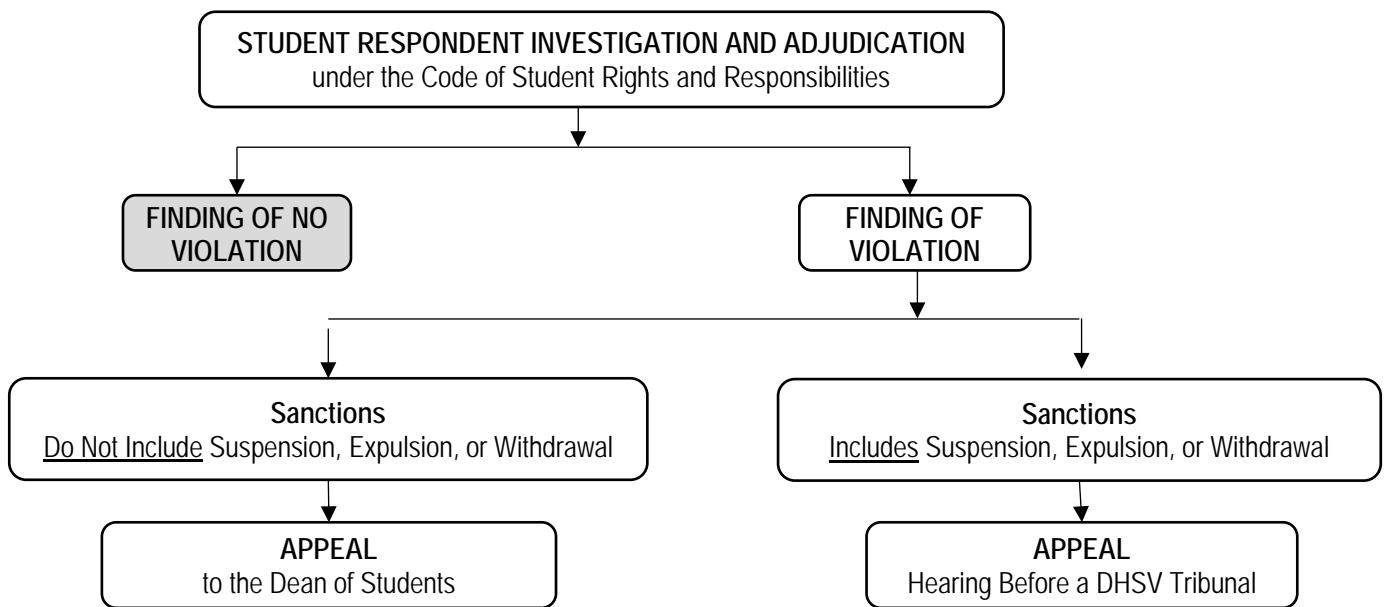 STUDENT RESPONDENT INVESTIGATION AND ADJUDICATION
under the Code of Student Rights and Responsibilities
FINDING OF NO
VIOLATION
FINDING OF
VIOLATION
Sanctions
Do Not Include Suspension, Expulsion, or Withdrawal
Sanctions
Includes Suspension, Expulsion, or Withdrawal
APPEAL
to the Dean of Students
APPEAL
Hearing Before a DHSV Tribunal